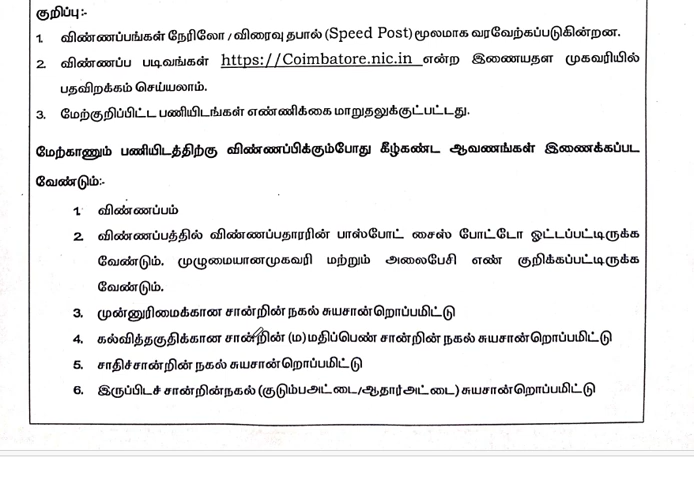 குறிப்பு:-
1. விண்ணப்பங்கள் நேரிலோ / விரைவு தபால் (Speed Post) மூலமாக வரவேற்கப்படுகின்றன.
2. விண்ணப்ப படிவங்கள் https://Coimbatore.nic.in என்ற இணையதள முகவரியில்
பதவிறக்கம் செய்யலாம்.
3. மேற்குறிப்பிட்ட பணியிடங்கள் எண்ணிக்கை மாறுதலுக்குட்பட்டது.
மேற்காணும் பணியிடத்திற்கு விண்ணப்பிக்கும்போது கீழ்கண்ட ஆவணங்கள் இணைக்கப்பட
வேண்டும்:-
1 விண்ணப்பம்
2. விண்ணப்பத்தில் விண்ணப்பதாரரின் பாஸ்போட் சைஸ் போட்டோ ஓட்டப்பட்டிருக்க
வேண்டும். முழுமையானமுகவரி மற்றும் அலைபேசி எண் குறிக்கப்பட்டிருக்க
வேண்டும்.
3. முன்னுரிமைக்கான சான்றின் நகல் சுயசான்றொப்பமிட்டு
4. கல்வித்தகுதிக்கான சான்றின் (ம) மதிப்பெண் சான்றின் நகல் சுயசான்றொப்பமிட்டு
5. சாதிச்சான்றின் நகல் சுயசான்றொப்பமிட்டு
6. இருப்பிடச் சான்றின்நகல் (குடும்பஅட்டை/ஆதார்அட்டை) சுயசான்றொப்பமிட்டு